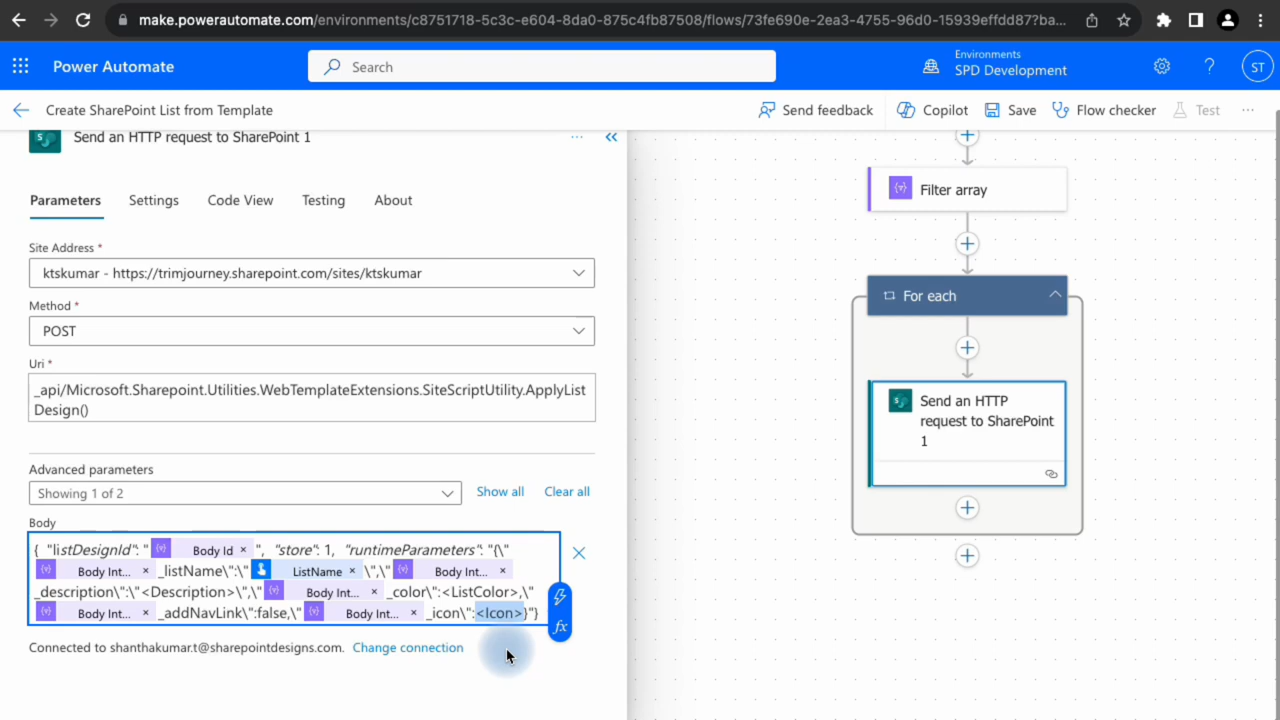 make.powerautomate.com/environments/c8751718-5c3c-e604-8da0-875c4fb87508/flows/73fe690e-2ea3-4755-96d0-15939effdd87?ba...
Power Automate
Search
Environments
SPD Development
?
ST
Create SharePoint List from Template
Send feedback
Copilot
Save
Flow checker
Test
...
Send an HTTP request to SharePoint 1
Parameters
Settings
Code View
Testing
About
Site Address *
ktskumar - https://trimjourney.sharepoint.com/sites/ktskumar
Method *
POST
Uri *
_api/Microsoft.Sharepoint.Utilities.WebTemplateExtensions.SiteScriptUtility.ApplyList
Design()
Advanced parameters
Showing 1 of 2
Show all
Clear all
Body
{ "listDesignId": " Body Id × ", "store": 1, "runtimeParameters": "{\"
Body Int... × _listName\":\" ListName × \",\" Body Int... ×
_description\":\"<Description>\",\" Body Int... × _color\":<ListColor>,\"
Body Int... × _addNavLink\":false,\" Body Int... × _icon\":<Icon>}"}
fx
Connected to shanthakumar.t@sharepointdesigns.com. Change connection
Filter array
For each
Send an HTTP
request to SharePoint
1